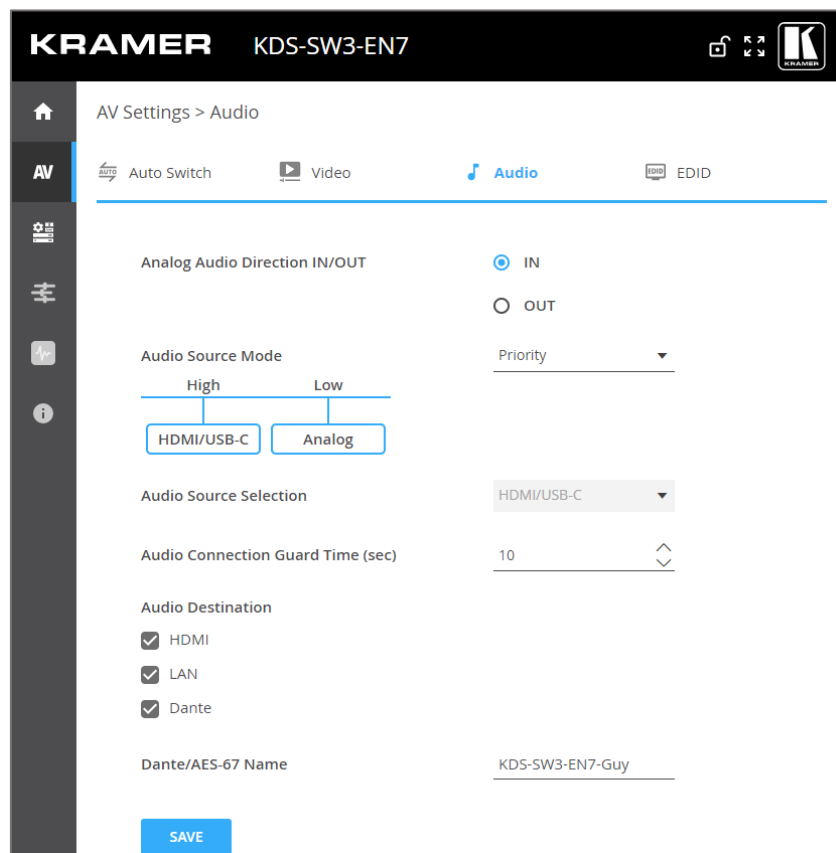 KRAMER KDS-SW3-EN7
KRAMER
AV Settings > Audio
AV
AUTO Auto Switch Video Audio EDID EDID
Analog Audio Direction IN/OUT IN
OUT
Audio Source Mode Priority
High Low
HDMI/USB-C Analog
Audio Source Selection HDMI/USB-C
Audio Connection Guard Time (sec) 10
Audio Destination
HDMI
LAN
Dante
Dante/AES-67 Name KDS-SW3-EN7-Guy
SAVE